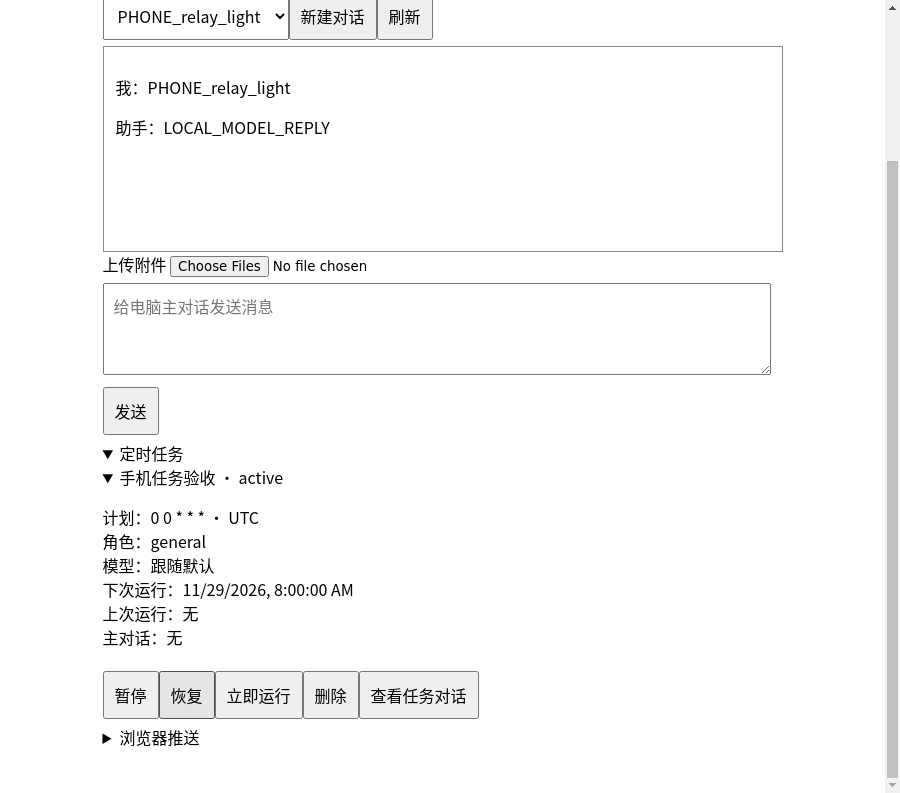 PHONE_relay_light 新建对话 刷新
我：PHONE_relay_light
助手：LOCAL_MODEL_REPLY
上传附件 Choose Files No file chosen
给电脑主对话发送消息
发送
▼ 定时任务
▼ 手机任务验收 · active
计划：0 0 * * * · UTC
角色：general
模型：跟随默认
下次运行：11/29/2026, 8:00:00 AM
上次运行：无
主对话：无
暂停 恢复 立即运行 删除 查看任务对话
▶ 浏览器推送